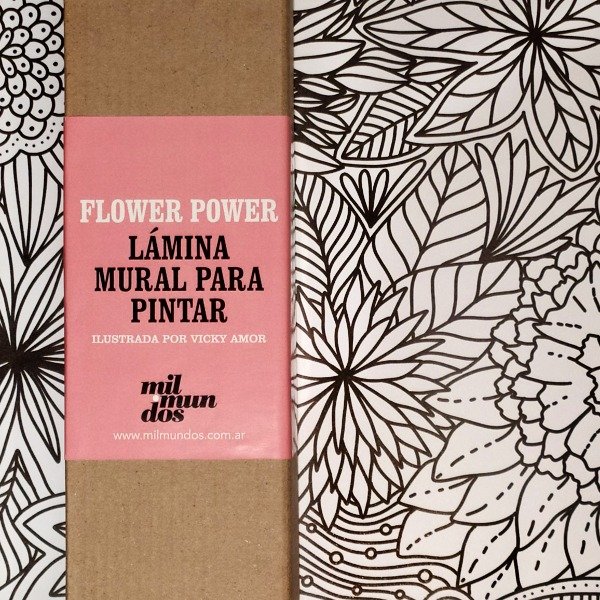 FLOWER POWER
LÁMINA
MURAL PARA
PINTAR
ILUSTRADA POR VICKY AMOR
mil
mun
dos
www.milmundos.com.ar